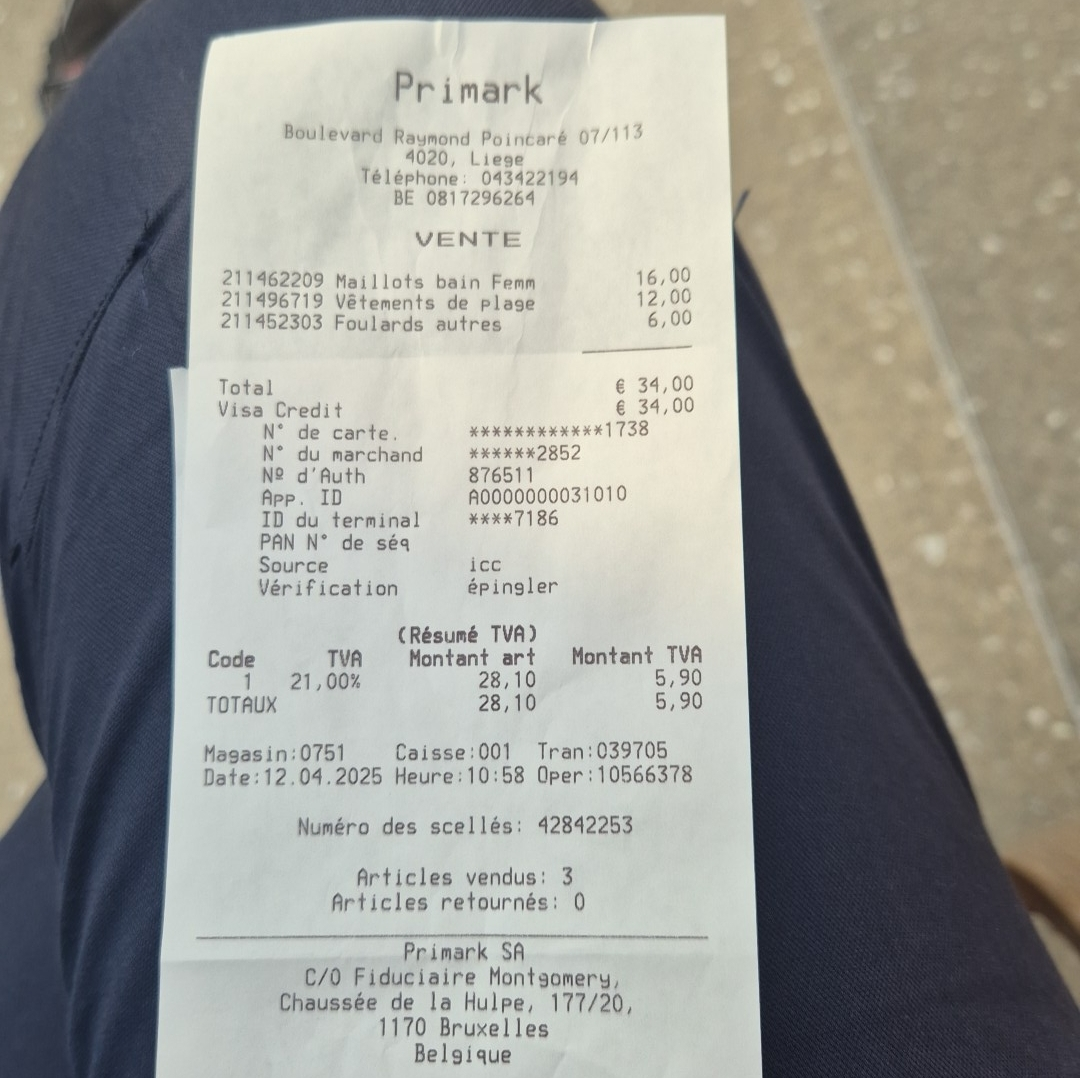 Primark
Boulevard Raymond Poincaré 07/113
4020, Liege
Téléphone: 043422194
BE 0817296264
VENTE
211462209 Maillots bain Femm 16,00
211496719 Vêtements de plage 12,00
211452303 Foulards autres 6,00
Total € 34,00
Visa Credit € 34,00
N° de carte. ************1738
N° du marchand ******2852
Nº d'Auth 876511
App. ID A0000000031010
ID du terminal ****7186
PAN N° de séq
Source icc
Vérification épingler
(Résumé TVA)
Code TVA Montant art Montant TVA
1 21,00% 28,10 5,90
TOTAUX 28,10 5,90
Magasin:0751 Caisse:001 Tran:039705
Date:12.04.2025 Heure:10:58 Oper:10566378
Numéro des scellés: 42842253
Articles vendus: 3
Articles retournés: 0
Primark SA
C/O Fiduciaire Montgomery,
Chaussée de la Hulpe, 177/20,
1170 Bruxelles
Belgique